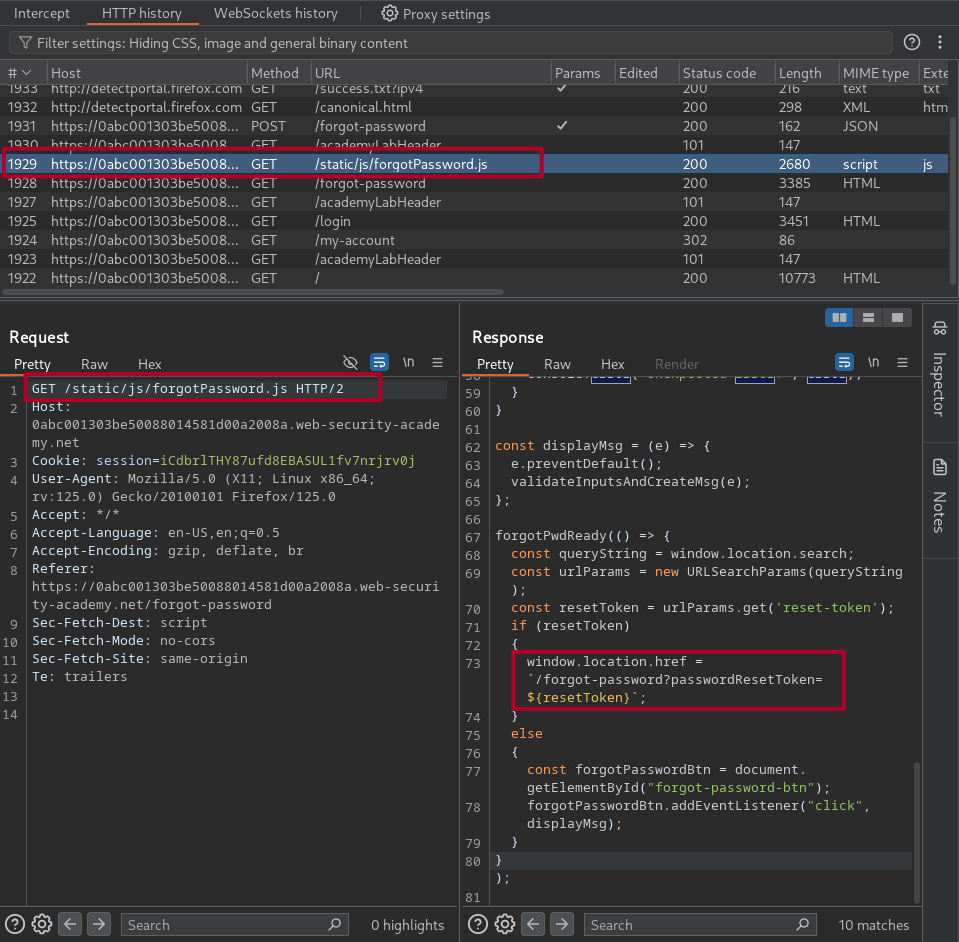 Intercept HTTP history WebSockets history Proxy settings
Filter settings: Hiding CSS, image and general binary content
# Host Method URL Params Edited Status code Length MIME type Exte
1933 http://detectportal.firefox.com GET /success.txt?ipv4 ✓ 200 216 text txt
1932 http://detectportal.firefox.com GET /canonical.html 200 298 XML htm
1931 https://0abc001303be5008... POST /forgot-password ✓ 200 162 JSON
1930 https://0abc001303be5008... GET /academyLabHeader 101 147
1929 https://0abc001303be5008... GET /static/js/forgotPassword.js 200 2680 script js
1928 https://0abc001303be5008... GET /forgot-password 200 3385 HTML
1927 https://0abc001303be5008... GET /academyLabHeader 101 147
1925 https://0abc001303be5008... GET /login 200 3451 HTML
1924 https://0abc001303be5008... GET /my-account 302 86
1923 https://0abc001303be5008... GET /academyLabHeader 101 147
1922 https://0abc001303be5008... GET / 200 10773 HTML
Request
Pretty Raw Hex \n
1 GET /static/js/forgotPassword.js HTTP/2
2 Host:
0abc001303be50088014581d00a2008a.web-security-acade
my.net
3 Cookie: session=iCdbrlTHY87ufd8EBASUL1fv7nrjrv0j
4 User-Agent: Mozilla/5.0 (X11; Linux x86_64;
rv:125.0) Gecko/20100101 Firefox/125.0
5 Accept: */*
6 Accept-Language: en-US,en;q=0.5
7 Accept-Encoding: gzip, deflate, br
8 Referer:
https://0abc001303be50088014581d00a2008a.web-securi
ty-academy.net/forgot-password
9 Sec-Fetch-Dest: script
10 Sec-Fetch-Mode: no-cors
11 Sec-Fetch-Site: same-origin
12 Te: trailers
13
14
Search 0 highlights
Response
Pretty Raw Hex Render \n
59 }
60 }
61
62 const displayMsg = (e) => {
63 e.preventDefault();
64 validateInputsAndCreateMsg(e);
65 };
66
67 forgotPwdReady(() => {
68 const queryString = window.location.search;
69 const urlParams = new URLSearchParams(queryString
);
70 const resetToken = urlParams.get('reset-token');
71 if (resetToken)
72 {
73 window.location.href =
`/forgot-password?passwordResetToken=
${resetToken}`;
74 }
75 else
76 {
77 const forgotPasswordBtn = document.
getElementById("forgot-password-btn");
78 forgotPasswordBtn.addEventListener("click",
displayMsg);
79 }
80 }
);
81
Search 10 matches
Inspector
Notes